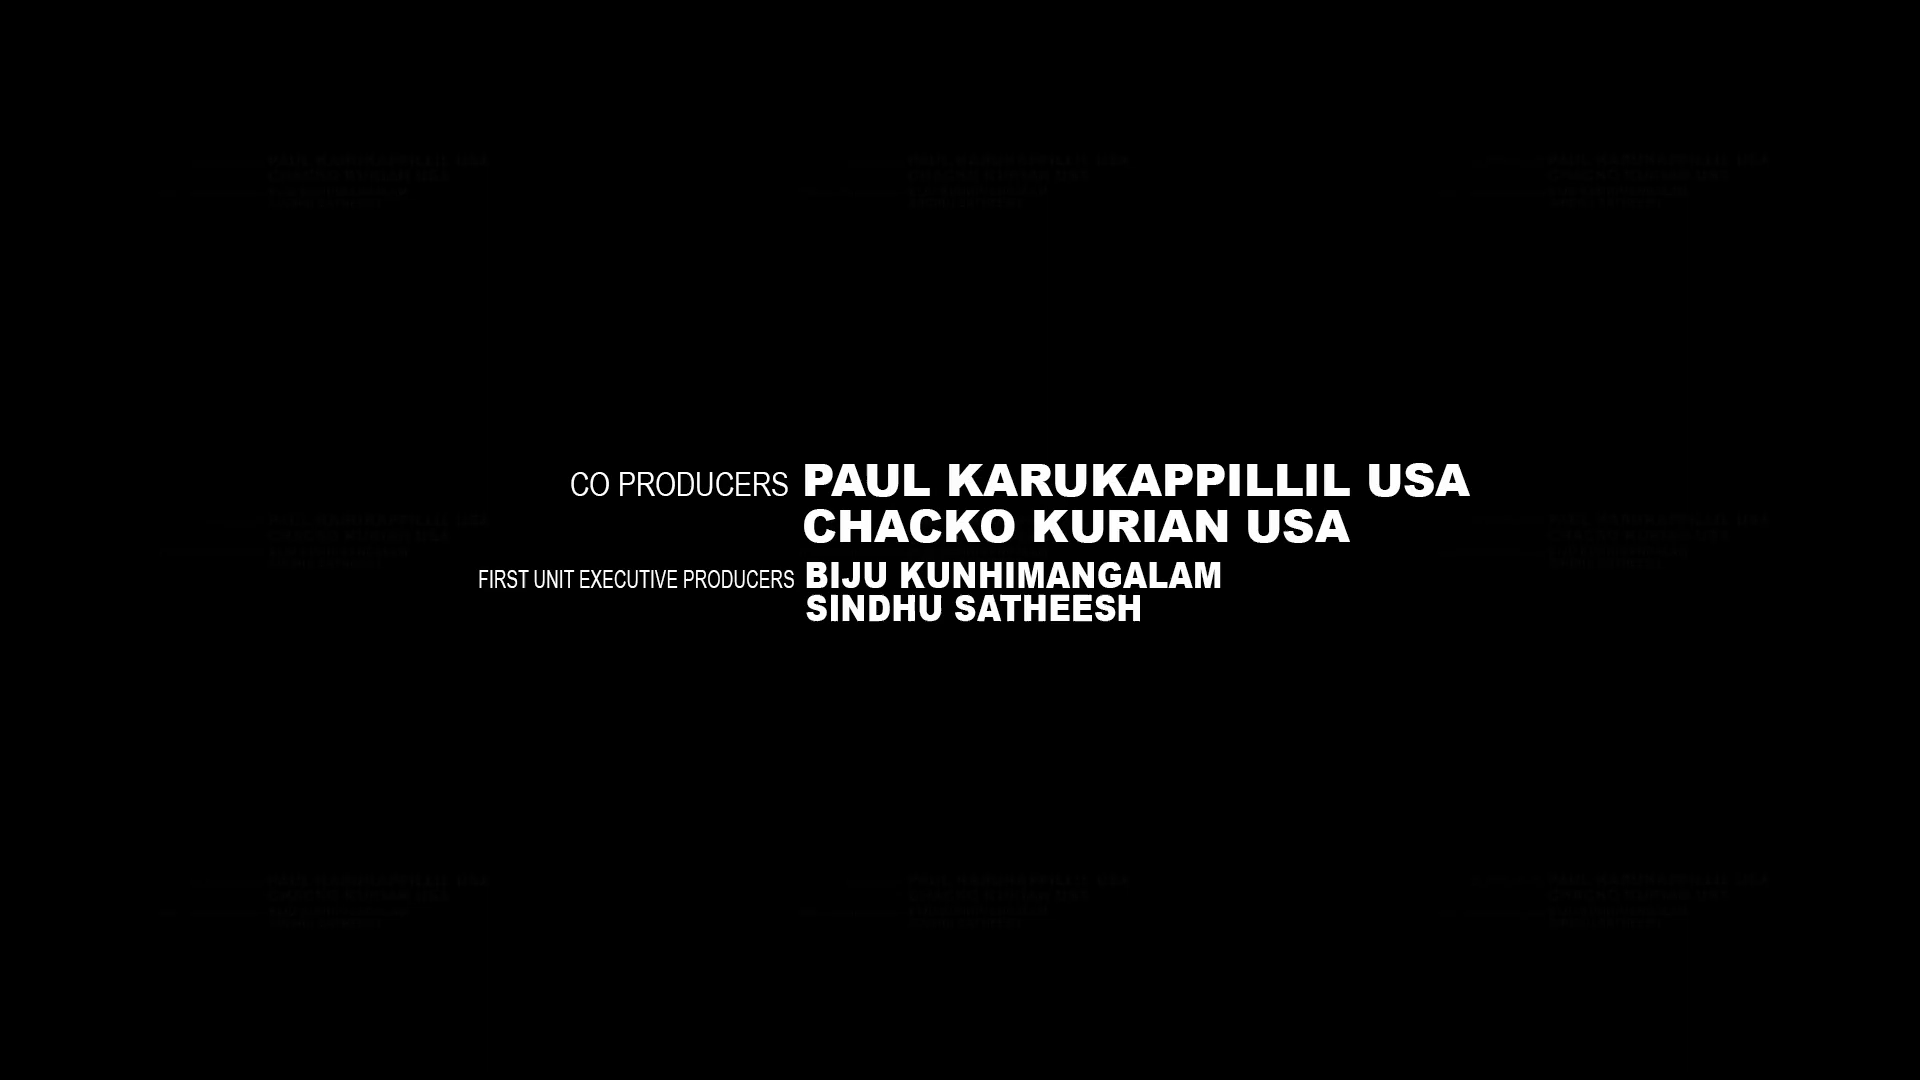 CO PRODUCERS PAUL KARUKAPPILLIL USA
CHACKO KURIAN USA
FIRST UNIT EXECUTIVE PRODUCERS BIJU KUNHIMANGALAM
SINDHU SATHEESH